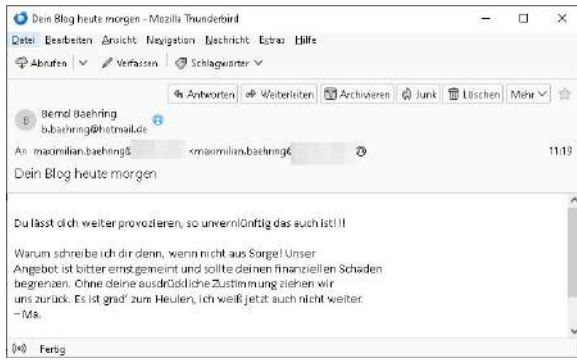 Dein Blog heute morgen - Mozilla Thunderbird
Datei Bearbeiten Ansicht Navigation Nachricht Extras Hilfe
Abrufen Verfassen Schlagwörter
Antworten Weiterleiten Archivieren Junk Löschen Mehr
B
Bernd Baehring
b.baehring@hotmail.de
An maximilian.baehring@ <maximilian.baehring@ 11:19
Dein Blog heute morgen
Du lässt dich weiter provozieren, so unvernünftig das auch ist!!!
Warum schreibe ich dir denn, wenn nicht aus Sorge! Unser
Angebot ist bitter ernst gemeint und sollte deinen finanziellen Schaden
begrenzen. Ohne deine ausdrückliche Zustimmung ziehen wir
uns zurück. Es ist grad' zum Heulen, ich weiß jetzt auch nicht weiter.
– Ma.
Fertig